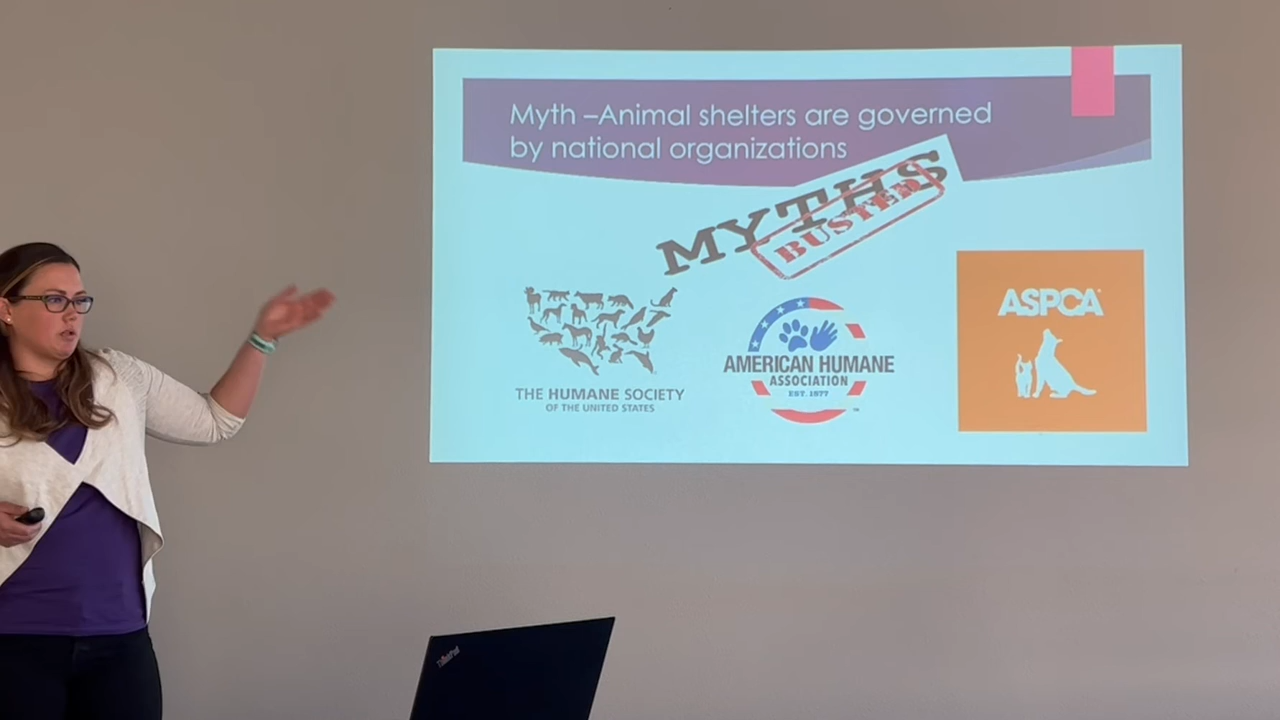 Myth –Animal shelters are governed
by national organizations
MYTHS
BUSTED
THE HUMANE SOCIETY
OF THE UNITED STATES
AMERICAN HUMANE
ASSOCIATION
EST. 1877
™
ASPCA®
ThinkPad